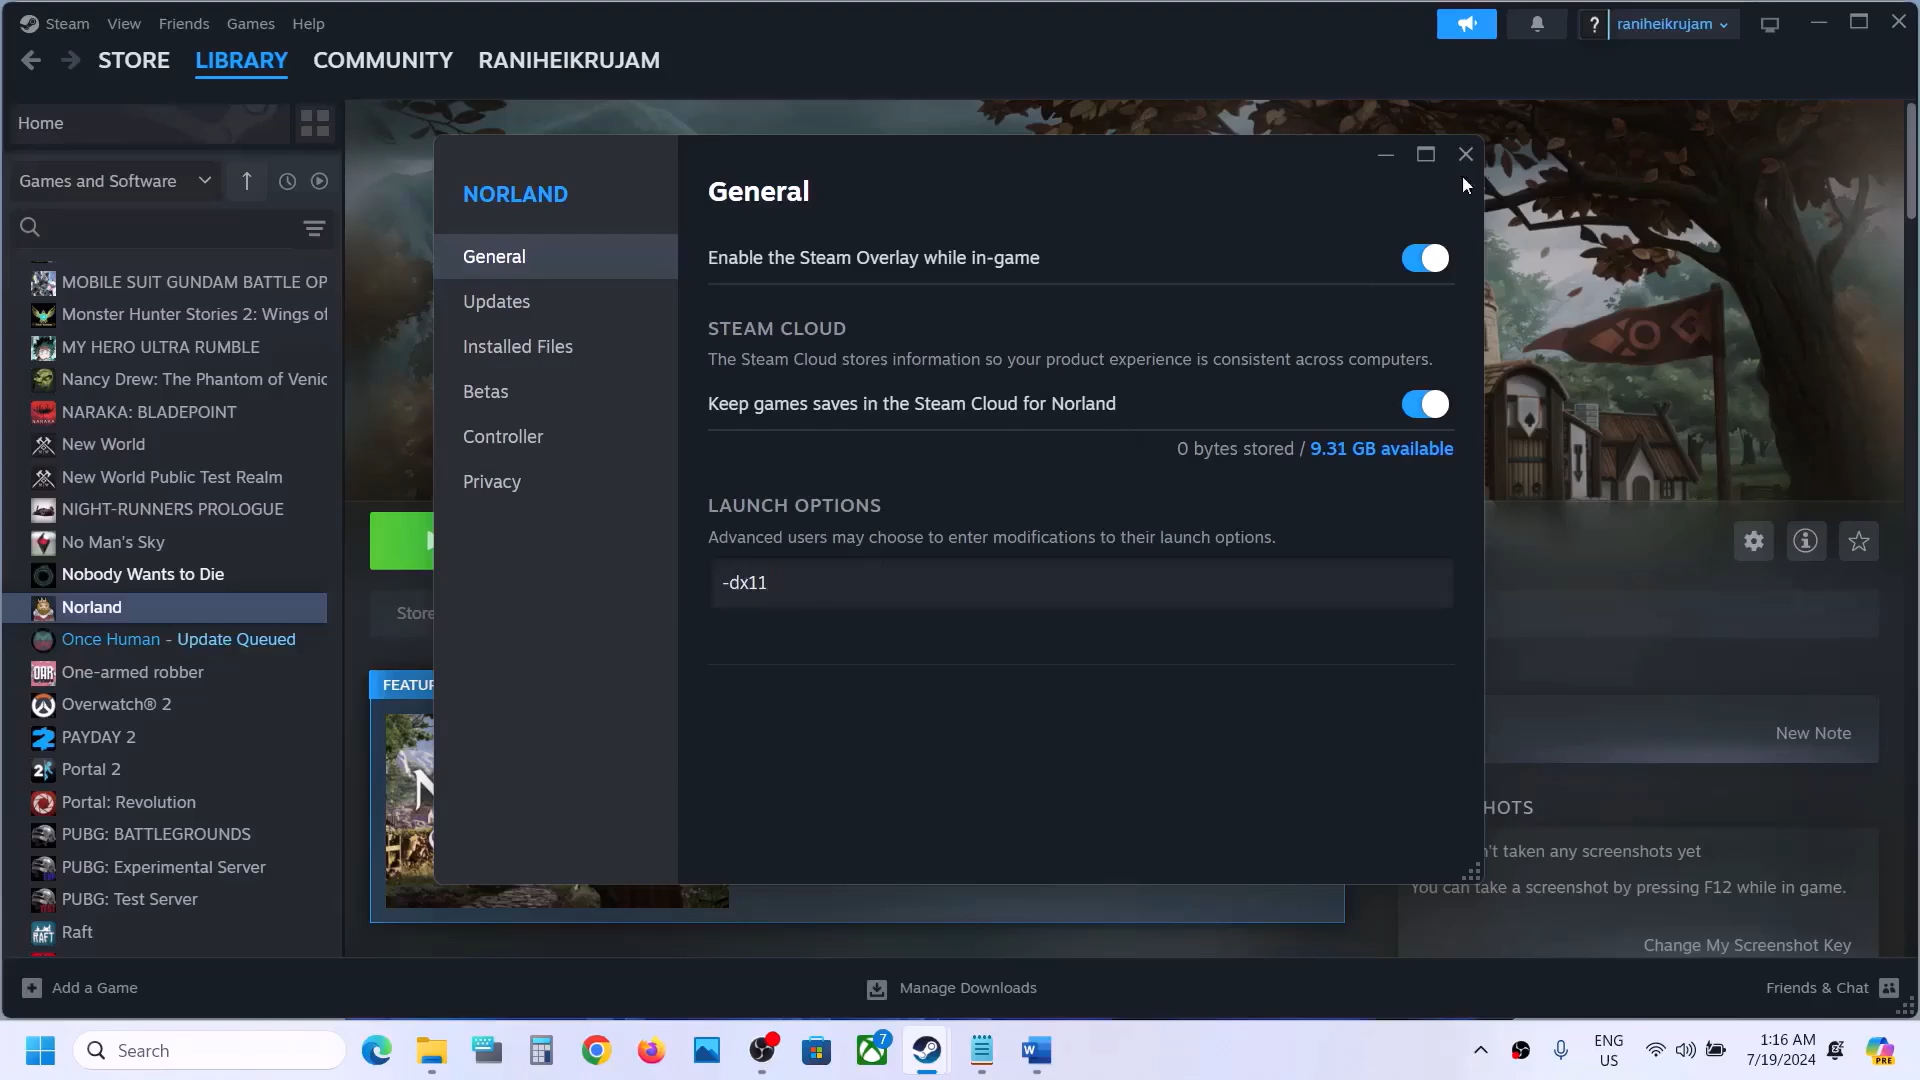 Steam View Friends Games Help
raniheikrujam
STORE LIBRARY COMMUNITY RANIHEIKRUJAM
Home
Games and Software
MOBILE SUIT GUNDAM BATTLE OP
Monster Hunter Stories 2: Wings of
MY HERO ULTRA RUMBLE
Nancy Drew: The Phantom of Venic
NARAKA: BLADEPOINT
New World
New World Public Test Realm
NIGHT-RUNNERS PROLOGUE
No Man's Sky
Nobody Wants to Die
Norland
Once Human - Update Queued
One-armed robber
Overwatch® 2
PAYDAY 2
Portal 2
Portal: Revolution
PUBG: BATTLEGROUNDS
PUBG: Experimental Server
PUBG: Test Server
Raft
NORLAND
General
Updates
Installed Files
Betas
Controller
Privacy
General
Enable the Steam Overlay while in-game
STEAM CLOUD
The Steam Cloud stores information so your product experience is consistent across computers.
Keep games saves in the Steam Cloud for Norland
0 bytes stored / 9.31 GB available
LAUNCH OPTIONS
Advanced users may choose to enter modifications to their launch options.
-dx11
Store
FEATUR
New Note
HOTS
't taken any screenshots yet
You can take a screenshot by pressing F12 while in game.
Change My Screenshot Key
Add a Game
Manage Downloads
Friends & Chat
Search
7
ENG
US
1:16 AM
7/19/2024
PRE